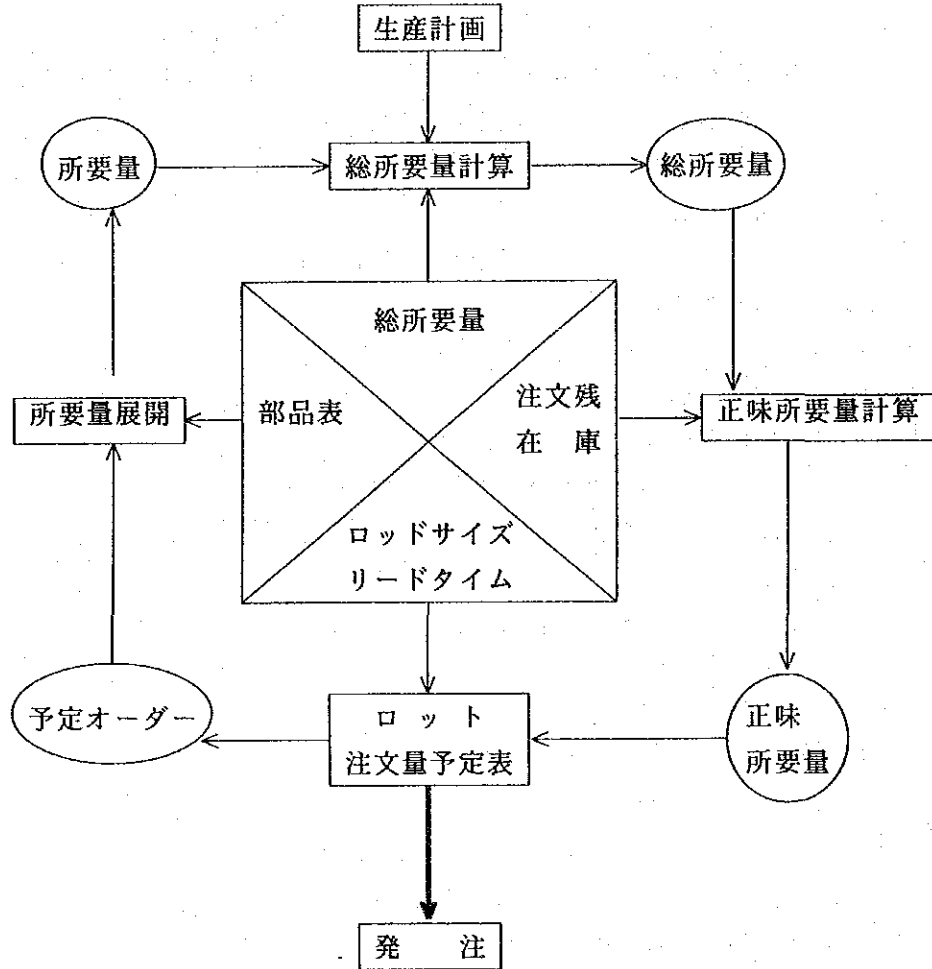 生産計画
所要量
総所要量計算
総所要量
総所要量
所要量展開
部品表
注文残
在 庫
正味所要量計算
ロッドサイズ
リードタイム
予定オーダー
ロ ッ ト
注文量予定表
正味
所要量
発 注